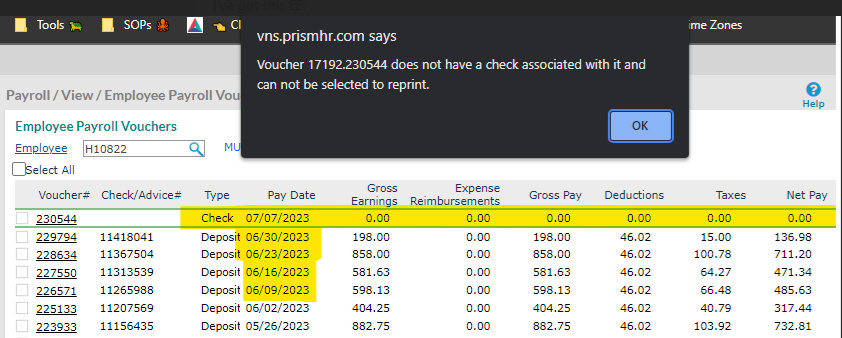 Tools
SOPs
Cl
ime Zones
vns.prismhr.com says
Voucher 17192.230544 does not have a check associated with it and
can not be selected to reprint.
OK
Payroll / View / Employee Payroll Vou
Help
Employee Payroll Vouchers
Employee H10822 MU
Select All
Voucher# Check/Advice# Type Pay Date Gross Earnings Expense Reimbursements Gross Pay Deductions Taxes Net Pay
230544 Check 07/07/2023 0.00 0.00 0.00 0.00 0.00 0.00
229794 11418041 Deposit 06/30/2023 198.00 0.00 198.00 46.02 15.00 136.98
228634 11367504 Deposit 06/23/2023 858.00 0.00 858.00 46.02 100.78 711.20
227550 11313539 Deposit 06/16/2023 581.63 0.00 581.63 46.02 64.27 471.34
226571 11265988 Deposit 06/09/2023 598.13 0.00 598.13 46.02 66.48 485.63
225133 11207569 Deposit 06/02/2023 404.25 0.00 404.25 46.02 40.79 317.44
223933 11156435 Deposit 05/26/2023 882.75 0.00 882.75 46.02 103.92 732.81